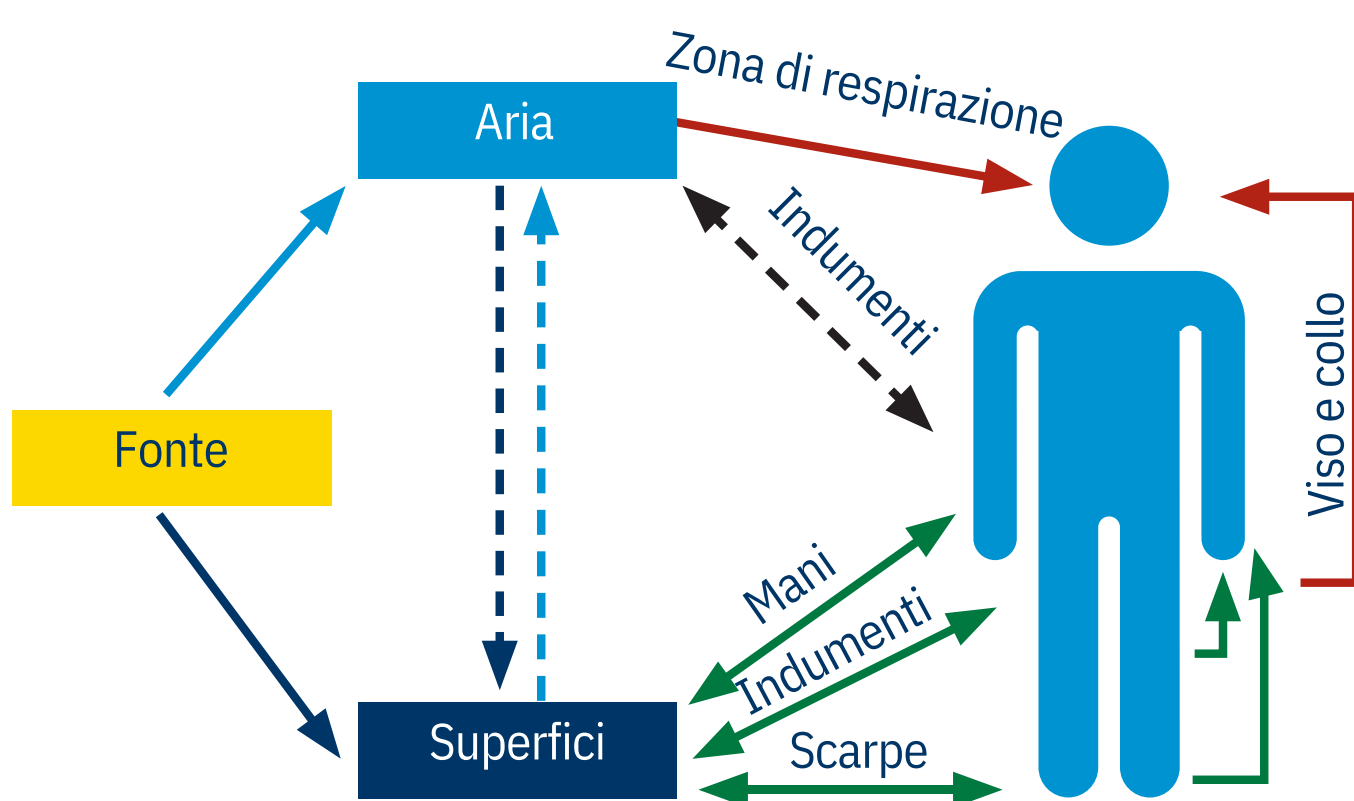 Zona di respirazione
Aria
Indumenti
Viso e collo
Fonte
Mani
Indumenti
Superfici
Scarpe